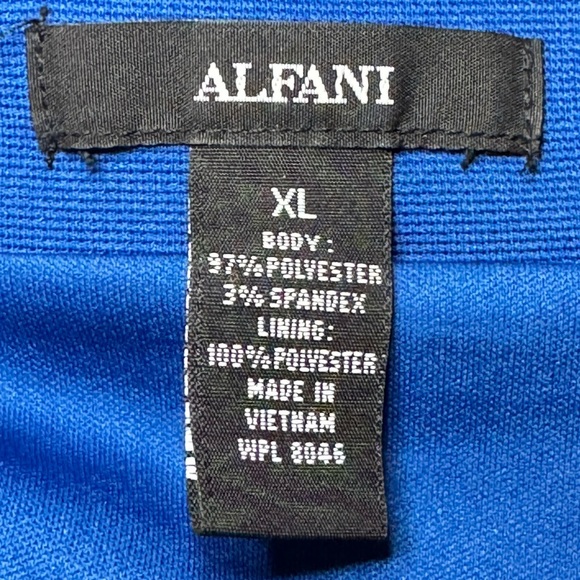 ALFANI
XL
BODY:
97% POLYESTER
3% SPANDEX
LINING:
100% POLYESTER
MADE IN
VIETNAM
WPL 8046